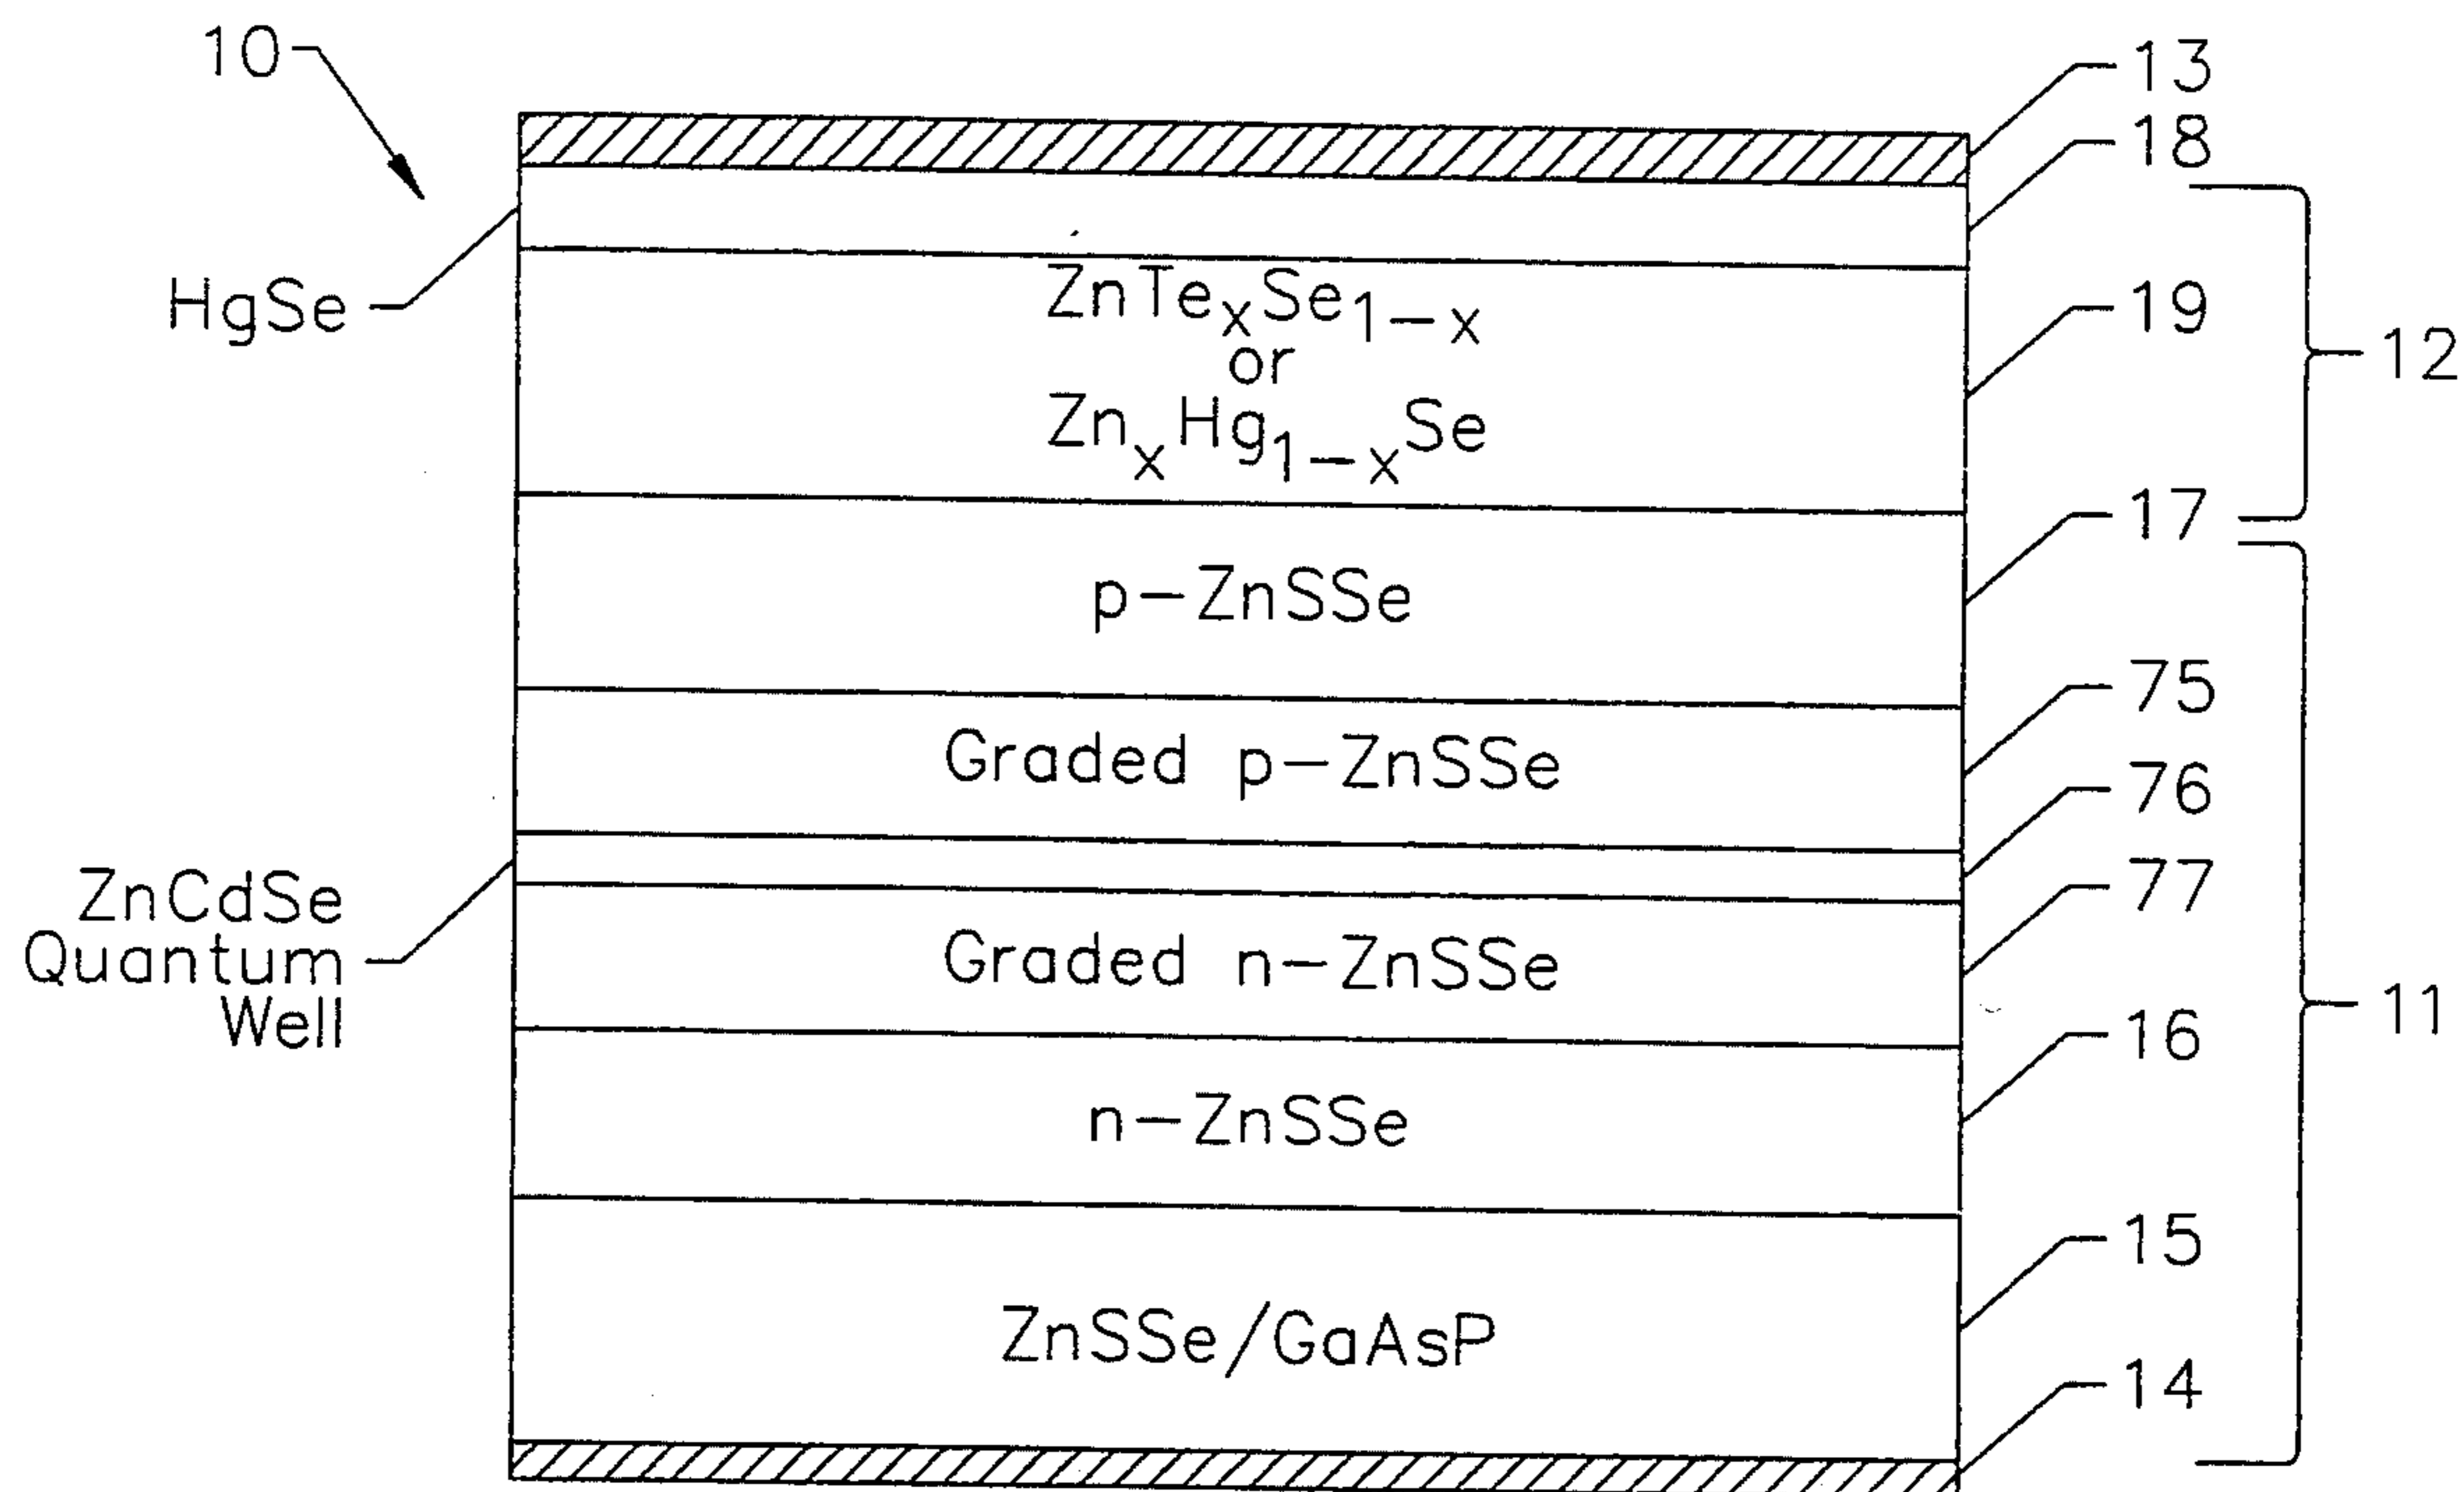 10
13
18
HgSe
ZnTexSe1-x
or
ZnxHg1-xSe
19
12
17
p-ZnSSe
75
Graded p-ZnSSe
76
ZnCdSe
Quantum
Well
77
Graded n-ZnSSe
11
16
n-ZnSSe
15
ZnSSe/GaAsP
14